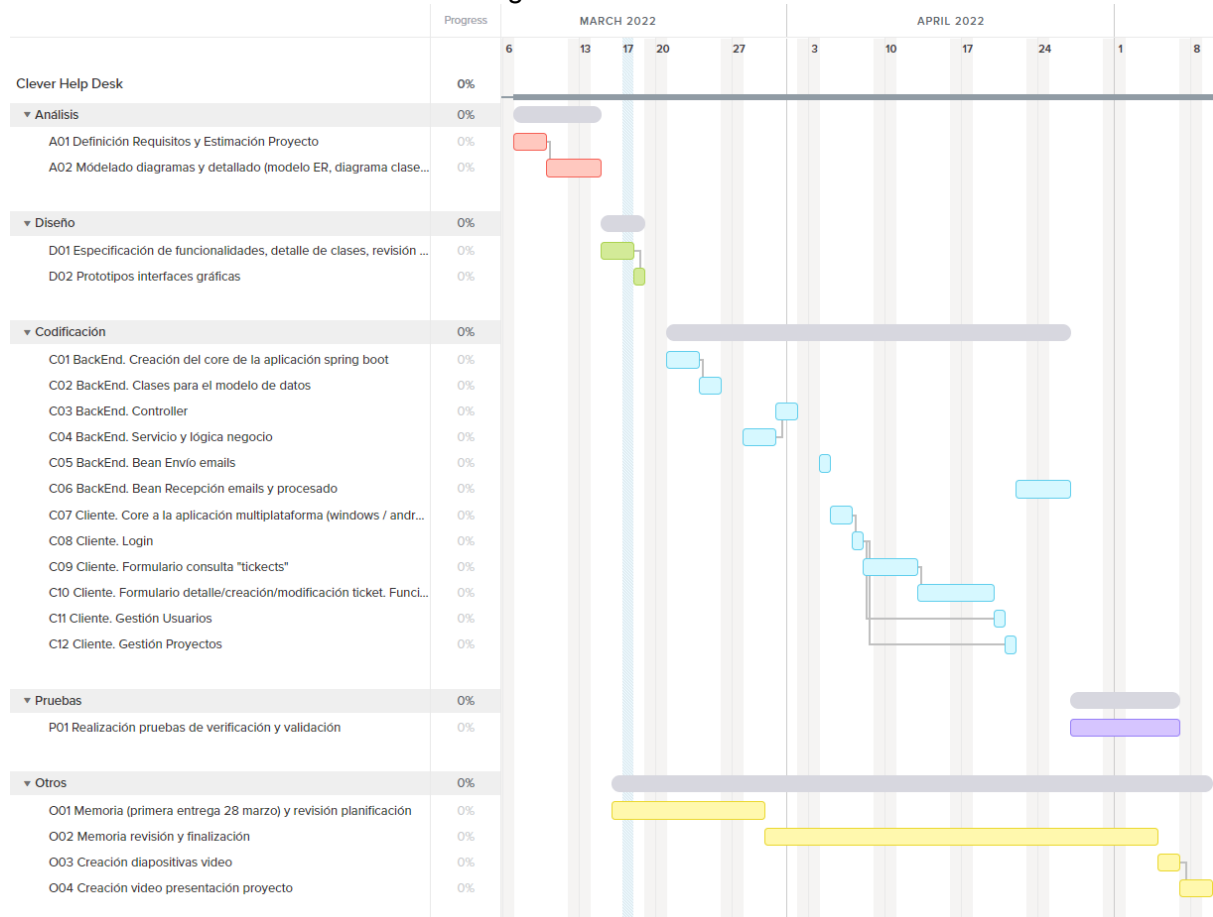 Progress MARCH 2022 APRIL 2022
6 13 17 20 27 3 10 17 24 1 8
Clever Help Desk 0%
▾ Análisis 0%
A01 Definición Requisitos y Estimación Proyecto 0%
A02 Módelado diagramas y detallado (modelo ER, diagrama clase... 0%
▾ Diseño 0%
D01 Especificación de funcionalidades, detalle de clases, revisión ... 0%
D02 Prototipos interfaces gráficas 0%
▾ Codificación 0%
C01 BackEnd. Creación del core de la aplicación spring boot 0%
C02 BackEnd. Clases para el modelo de datos 0%
C03 BackEnd. Controller 0%
C04 BackEnd. Servicio y lógica negocio 0%
C05 BackEnd. Bean Envío emails 0%
C06 BackEnd. Bean Recepción emails y procesado 0%
C07 Cliente. Core a la aplicación multiplataforma (windows / andr... 0%
C08 Cliente. Login 0%
C09 Cliente. Formulario consulta "tickects" 0%
C10 Cliente. Formulario detalle/creación/modificación ticket. Funci... 0%
C11 Cliente. Gestión Usuarios 0%
C12 Cliente. Gestión Proyectos 0%
▾ Pruebas 0%
P01 Realización pruebas de verificación y validación 0%
▾ Otros 0%
O01 Memoria (primera entrega 28 marzo) y revisión planificación 0%
O02 Memoria revisión y finalización 0%
O03 Creación diapositivas video 0%
O04 Creación video presentación proyecto 0%